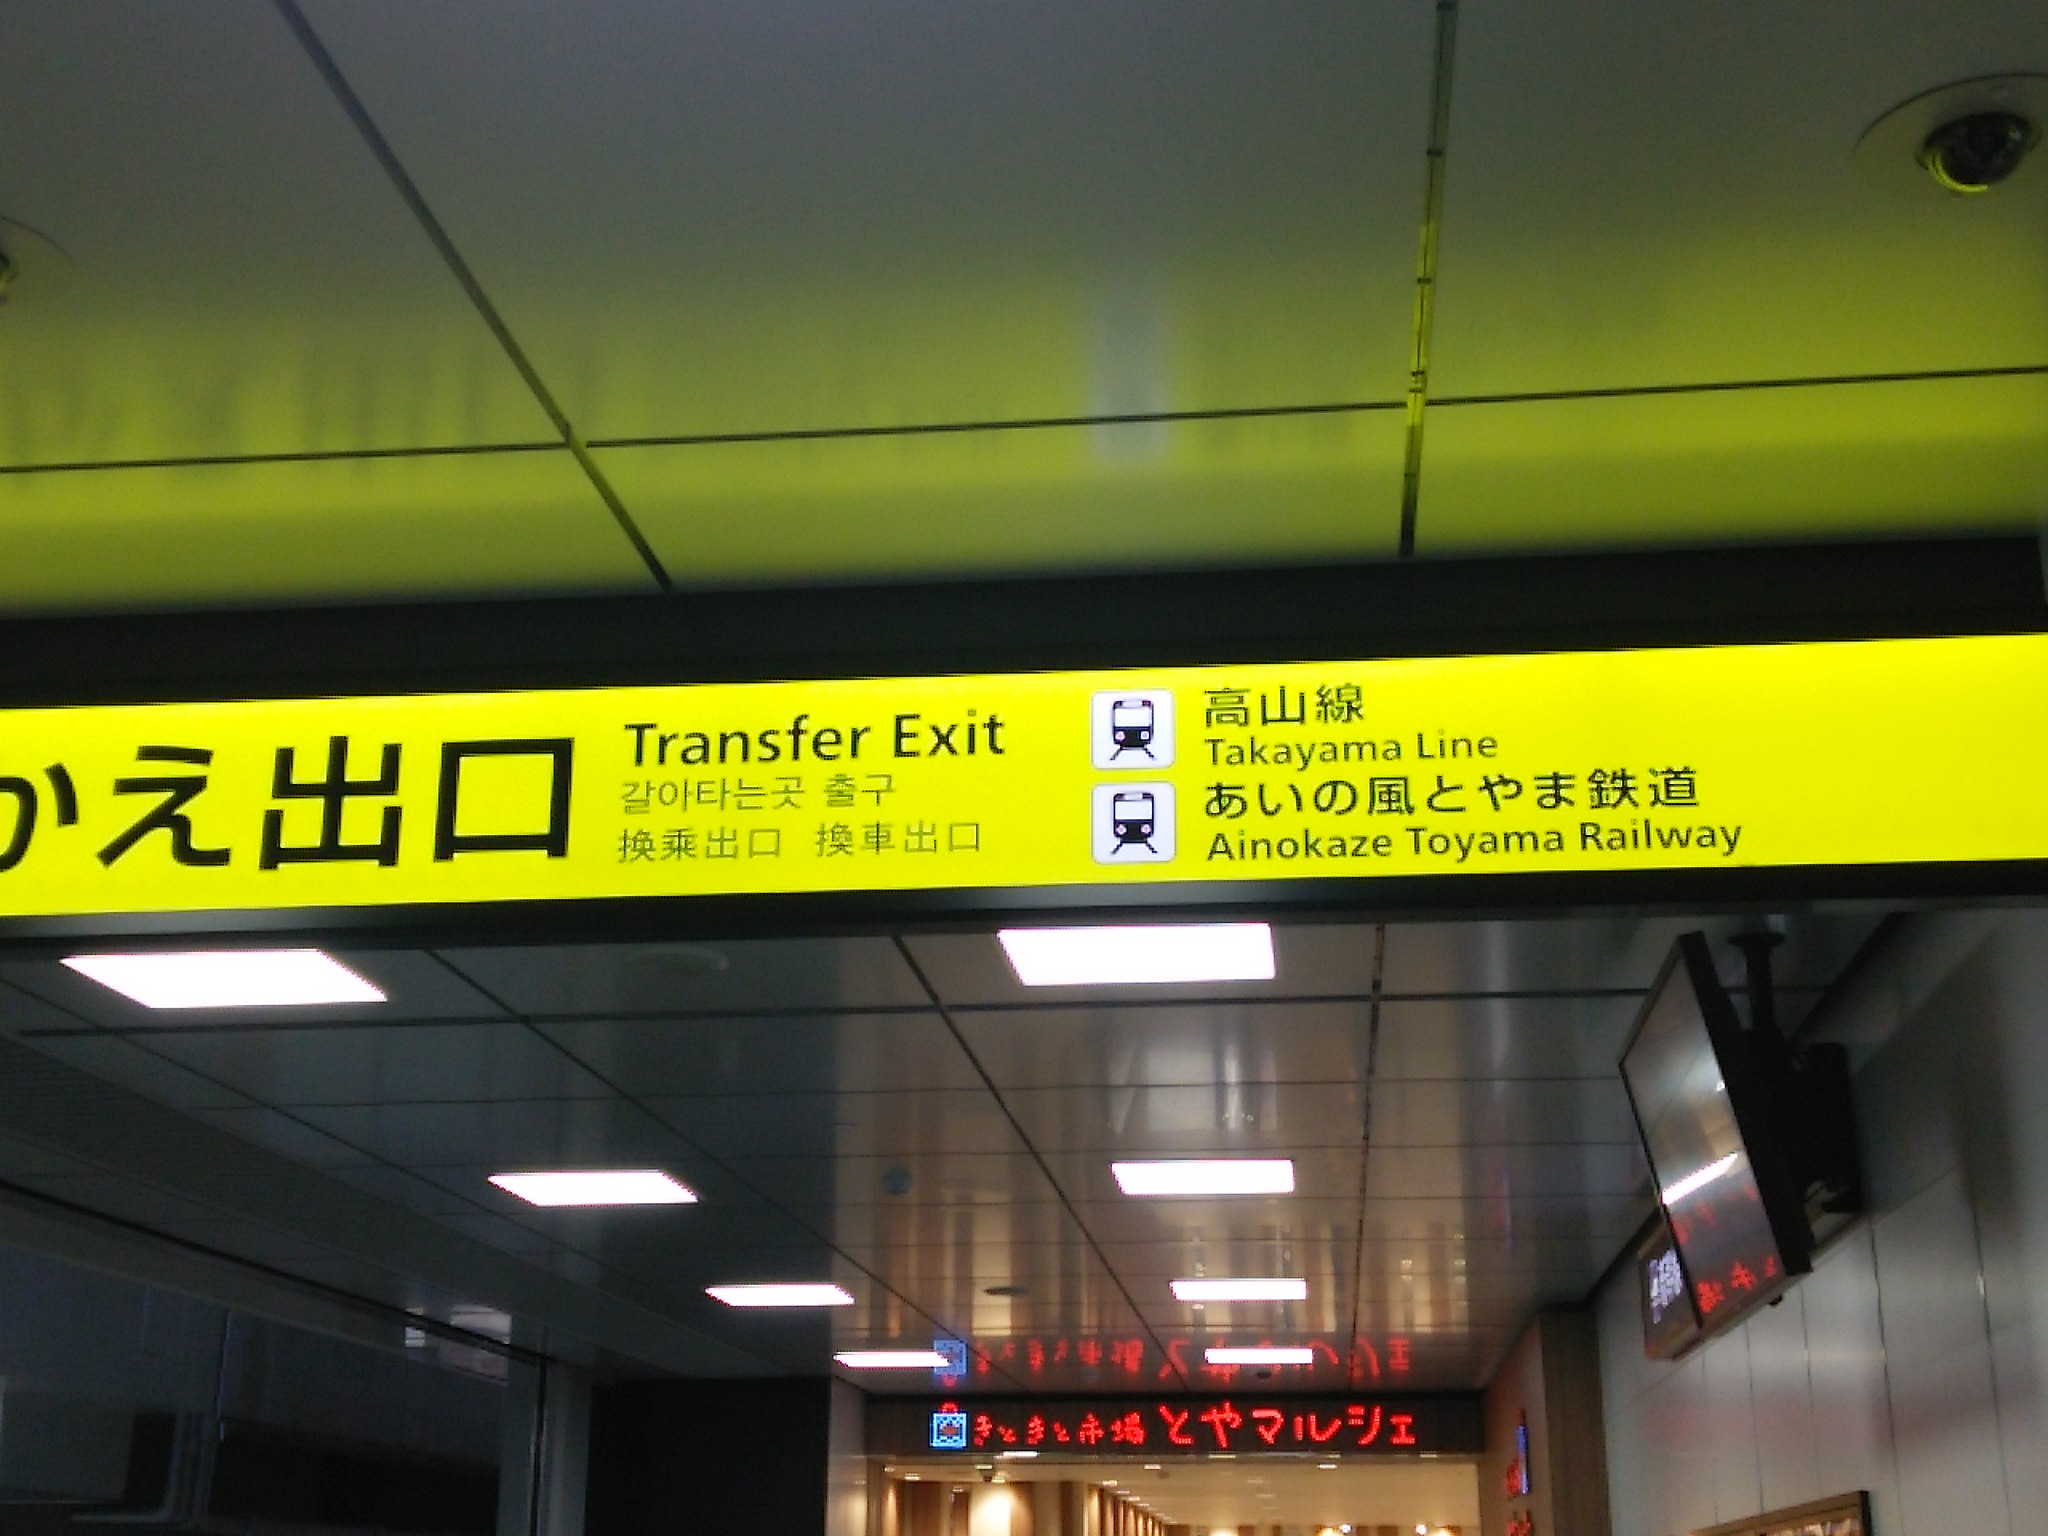 かえ出口
Transfer Exit
갈아타는곳 출구
换乘出口 換車出口
高山線
Takayama Line
あいの風とやま鉄道
Ainokaze Toyama Railway
きときと市場 とやマルシェ